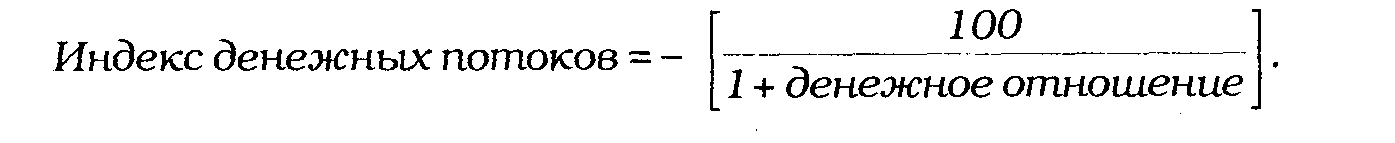 Индекс денежных потоков = – [ 100 / 1 + денежное отношение ] .